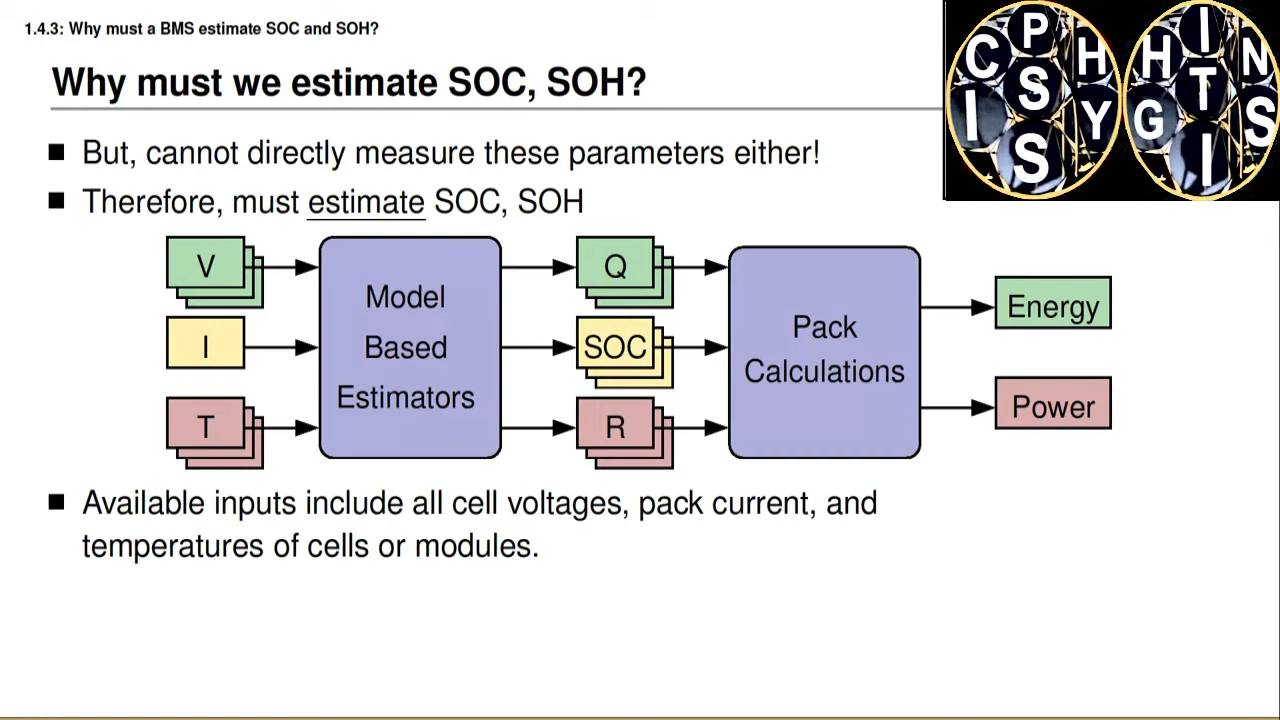 1.4.3: Why must a BMS estimate SOC and SOH?
Why must we estimate SOC, SOH?
P
C H
S
I Y
S
I
H N
T
G S
I
■ But, cannot directly measure these parameters either!
■ Therefore, must estimate SOC, SOH
V
I
T
Model
Based
Estimators
Q
SOC
R
Pack
Calculations
Energy
Power
■ Available inputs include all cell voltages, pack current, and
temperatures of cells or modules.